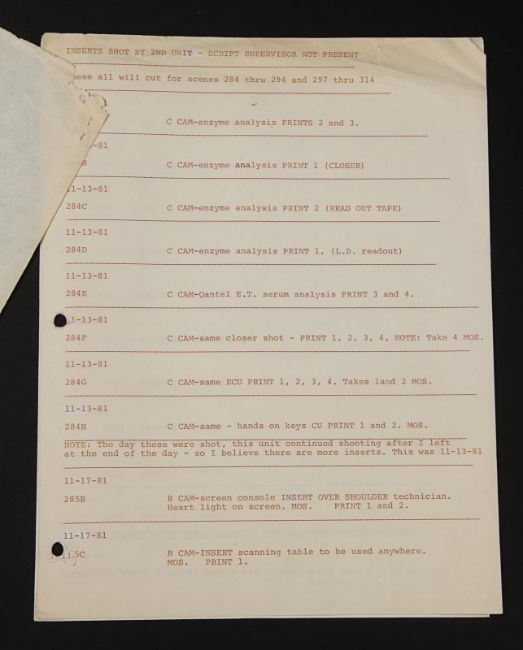 INSERTS SHOT BY 2ND UNIT - SCRIPT SUPERVISOR NOT PRESENT
hese all will cut for scenes 284 thru 294 and 297 thru 314
C CAM-enzyme analysis PRINTS 2 and 3.
-81
B C CAM-enzyme analysis PRINT 1 (CLOSER)
11-13-81
284C C CAM-enzyme analysis PRINT 2 (READ OUT TAPE)
11-13-81
284D C CAM-enzyme analysis PRINT 1. (L.D. readout)
11-13-81
284E C CAM-Qantel E.T. serum analysis PRINT 3 and 4.
1-13-81
284F C CAM-same closer shot - PRINT 1, 2, 3, 4, NOTE: Take 4 MOS.
11-13-81
284G C CAM-same ECU PRINT 1, 2, 3, 4. Takes 1and 2 MOS.
11-13-81
284H C CAM-same - hands on keys CU PRINT 1 and 2. MOS.
NOTE: The day these were shot, this unit continued shooting after I left
at the end of the day - so I believe there are more inserts. This was 11-13-81
11-17-81
285B B CAM-screen console INSERT OVER SHOULDER technician.
Heart light on screen. MOS. PRINT 1 and 2.
11-17-81
5C B CAM-INSERT scanning table to be used anywhere.
MOS. PRINT 1.